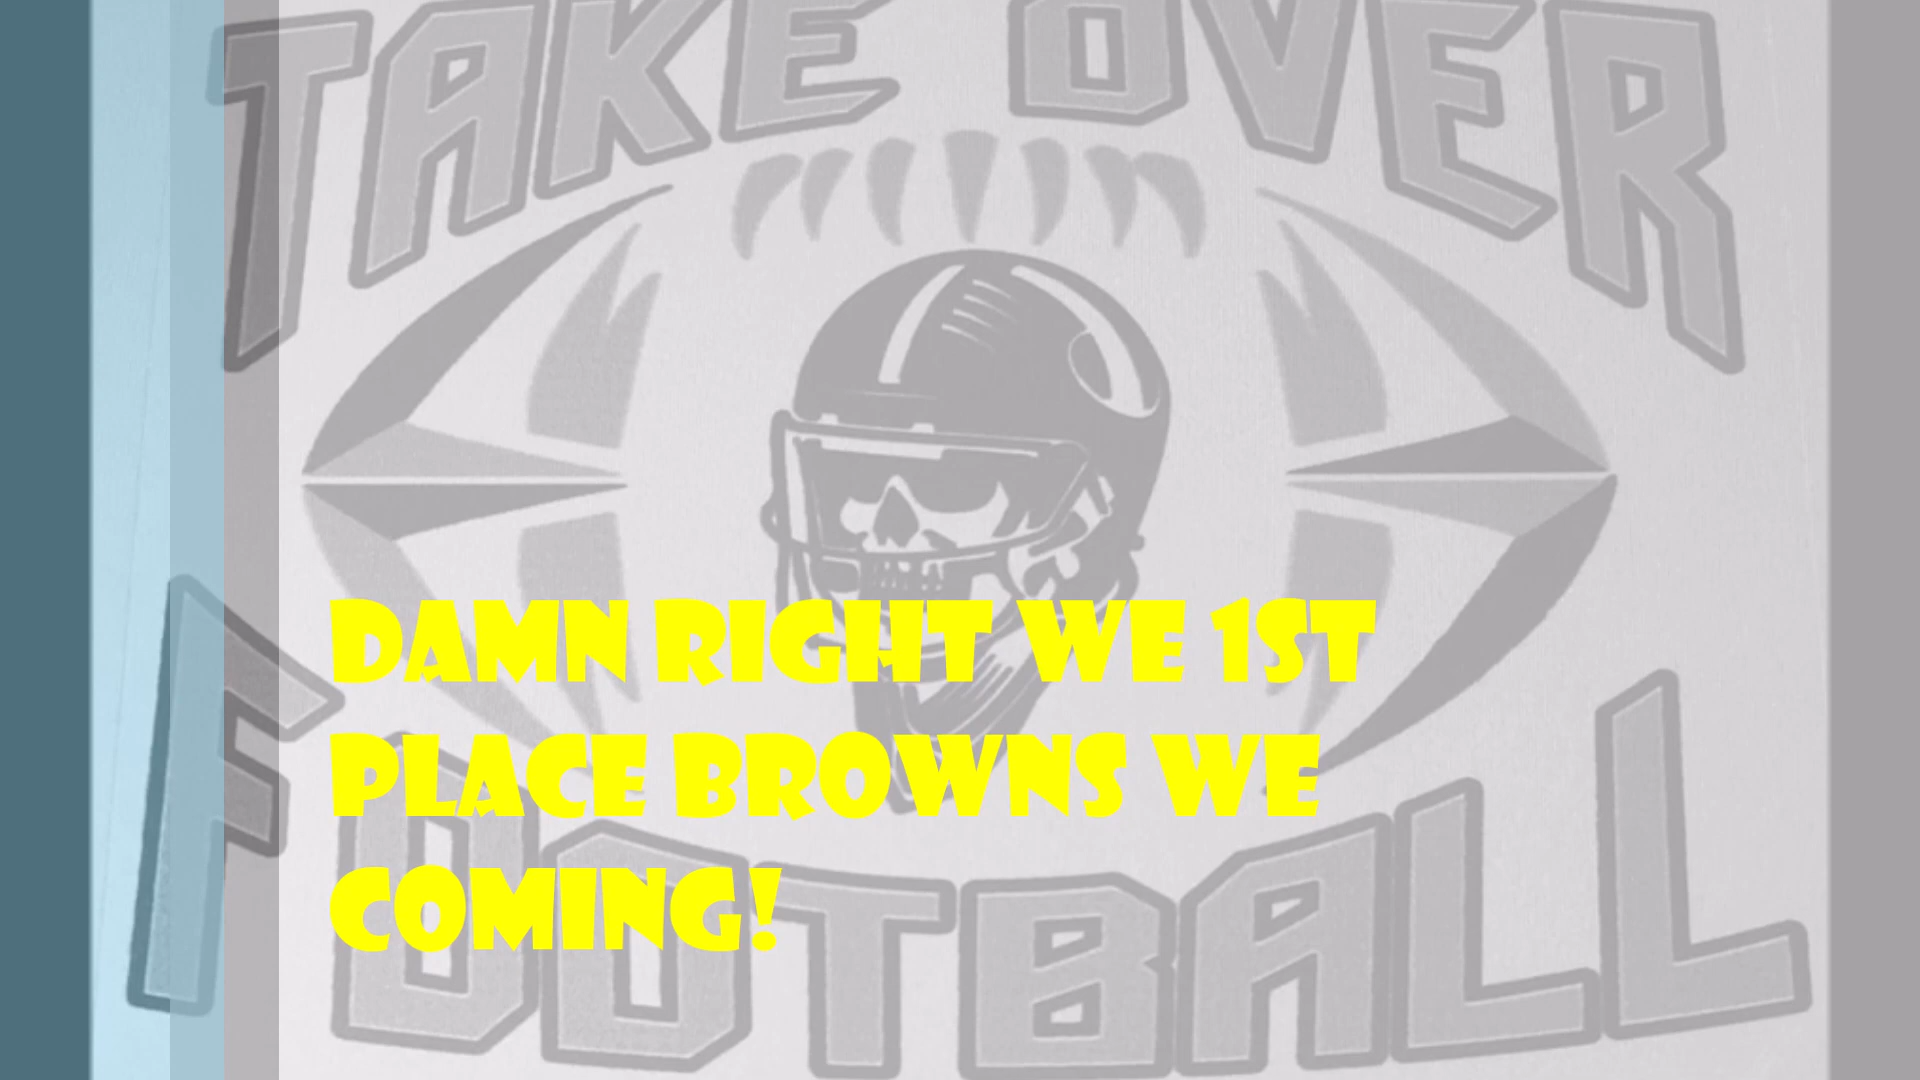 TAKE OVER
DAMN RIGHT WE 1ST
PLACE BROWNS WE
COMING!
FOOTBALL